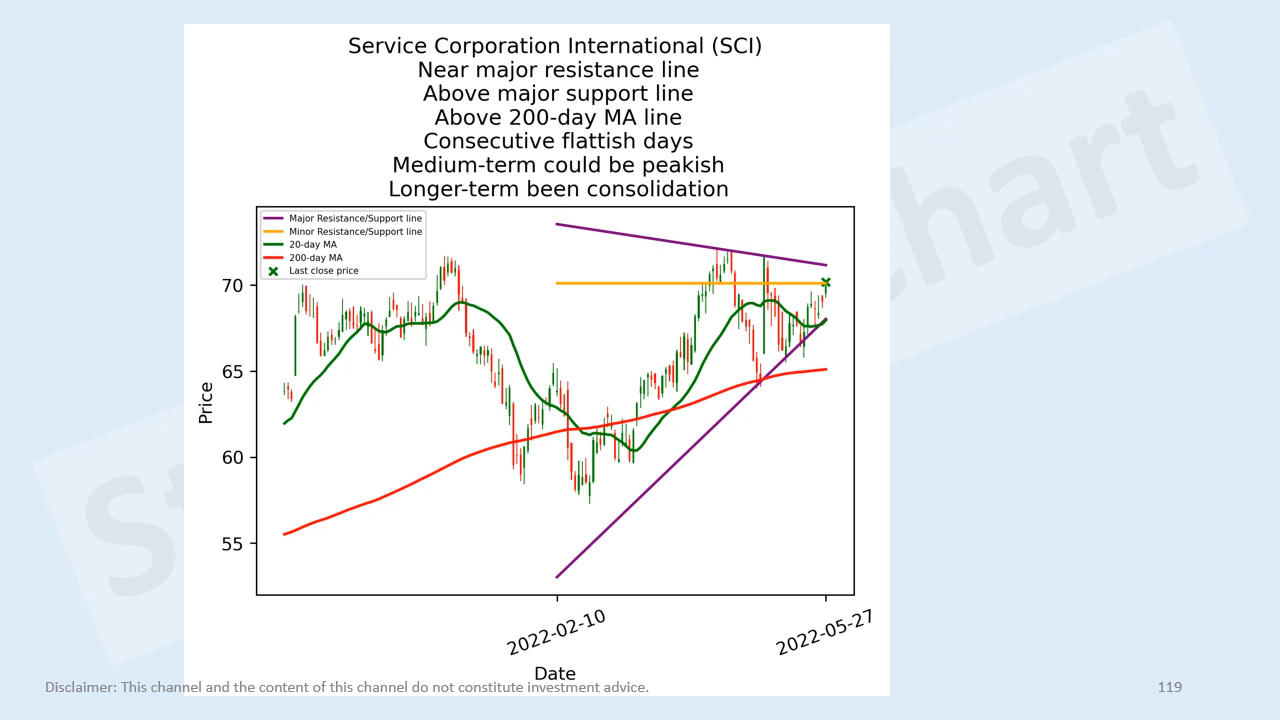 Service Corporation International (SCI)
Near major resistance line
Above major support line
Above 200-day MA line
Consecutive flattish days
Medium-term could be peakish
Longer-term been consolidation
Major Resistance/Support line
Minor Resistance/Support line
20-day MA
200-day MA
Last close price
Price
70
65
60
55
2022-02-10
2022-05-27
Date
Disclaimer: This channel and the content of this channel do not constitute investment advice.
119